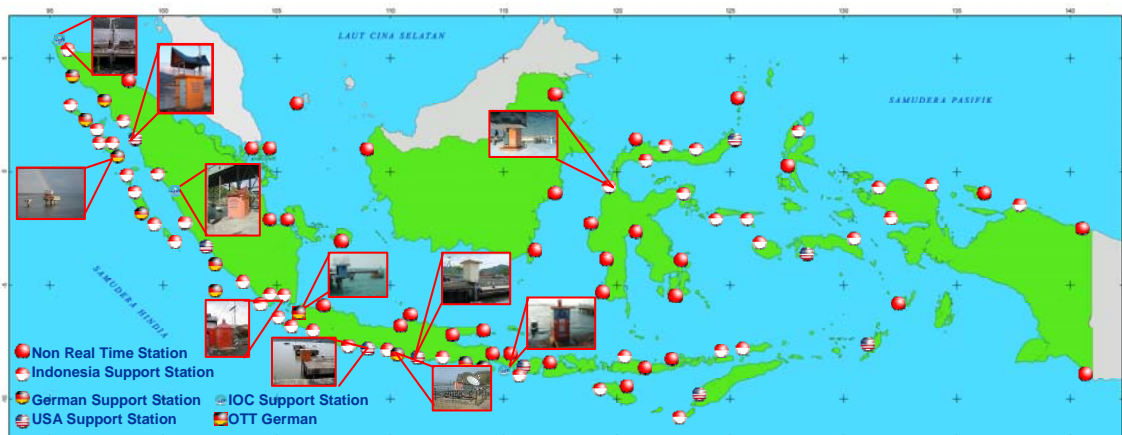 95
100
105
110
115
120
125
130
135
140
LAUT CINA SELATAN
SAMUDERA PASIFIK
SAMUDERA HINDIA
Non Real Time Station
Indonesia Support Station
German Support Station
IOC Support Station
USA Support Station
OTT German